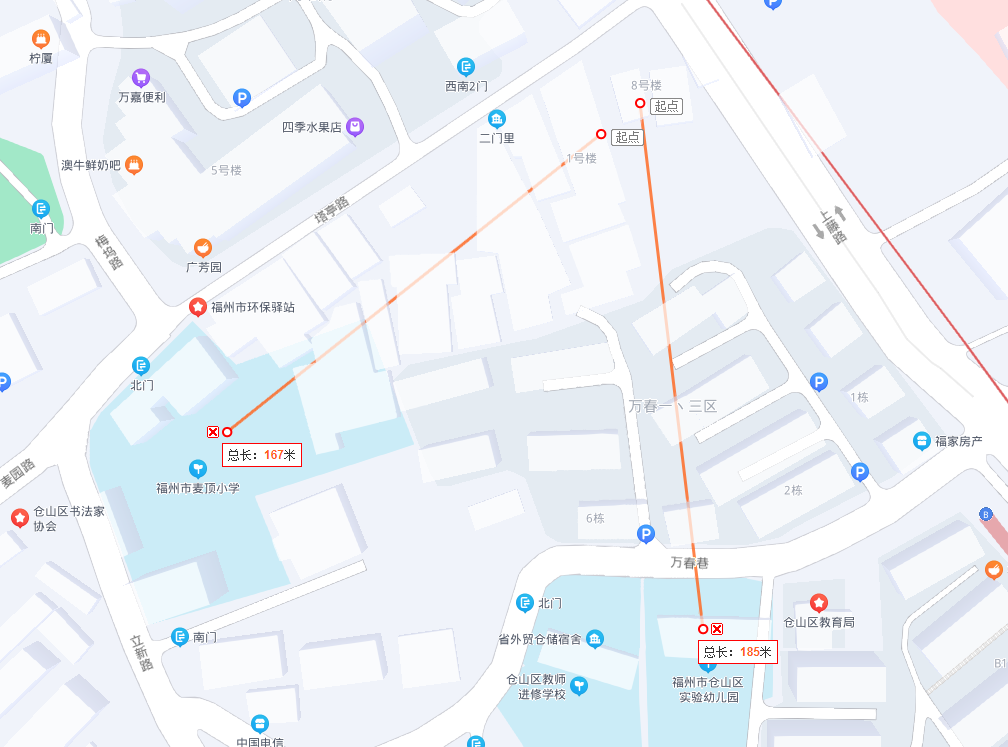 柠厦
万嘉便利
西南2门
8号楼
起点
四季水果店
二门里
起点
1号楼
澳牛鲜奶吧
5号楼
南门
塔亭路
上藤路
梅坞路
广芳园
福州市环保驿站
北门
万春一、三区
1栋
福家房产
总长：167米
麦园路
福州市麦顶小学
2栋
仓山区书法家
协会
6栋
B
万春巷
北门
仓山区教育局
省外贸仓储宿舍
南门
立新路
总长：185米
仓山区教师
进修学校
福州市仓山区
实验幼儿园
B1
中国电信
P
P
P
P
P
P